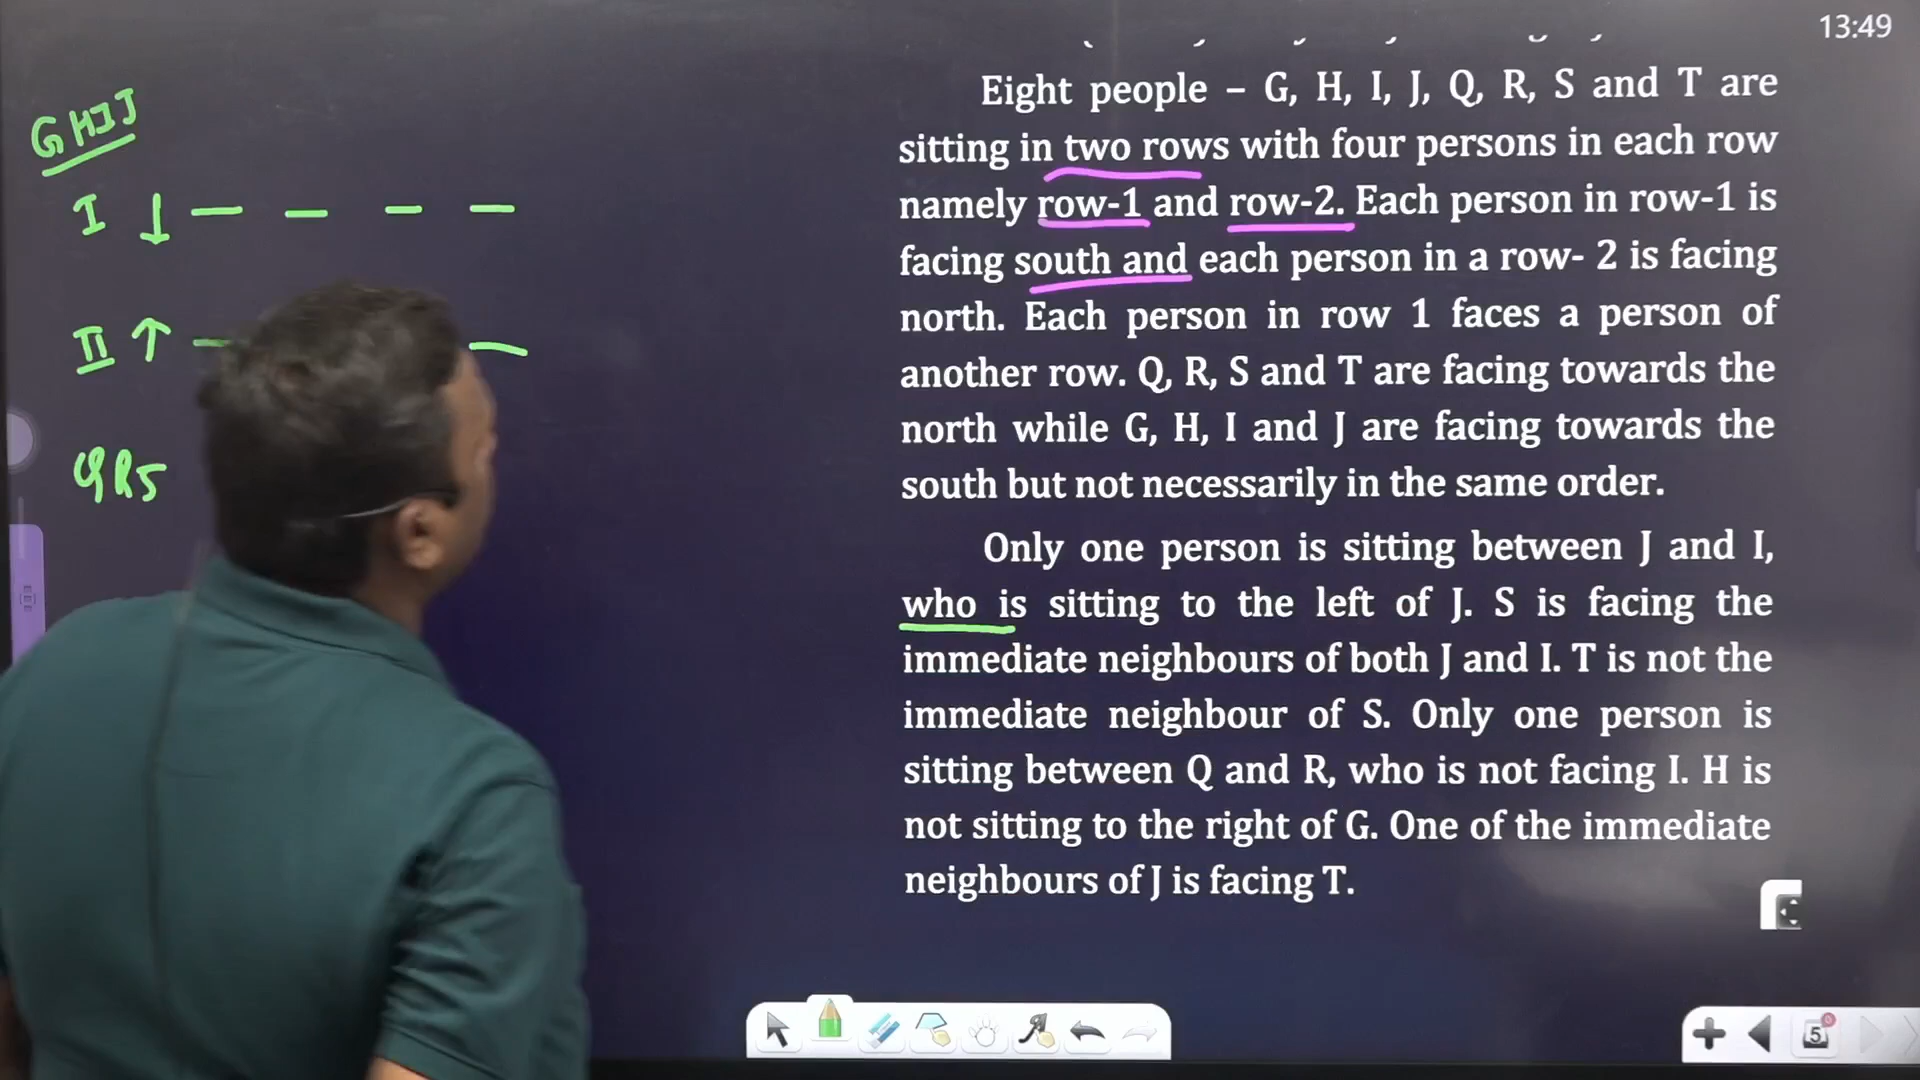 13:49
Eight people – G, H, I, J, Q, R, S and T are
sitting in two rows with four persons in each row
namely row-1 and row-2. Each person in row-1 is
facing south and each person in a row- 2 is facing
north. Each person in row 1 faces a person of
another row. Q, R, S and T are facing towards the
north while G, H, I and J are facing towards the
south but not necessarily in the same order.
Only one person is sitting between J and I,
who is sitting to the left of J. S is facing the
immediate neighbours of both J and I. T is not the
immediate neighbour of S. Only one person is
sitting between Q and R, who is not facing I. H is
not sitting to the right of G. One of the immediate
neighbours of J is facing T.
GHIJ
I ↓ – – – –
II ↑ – –
QRS
5